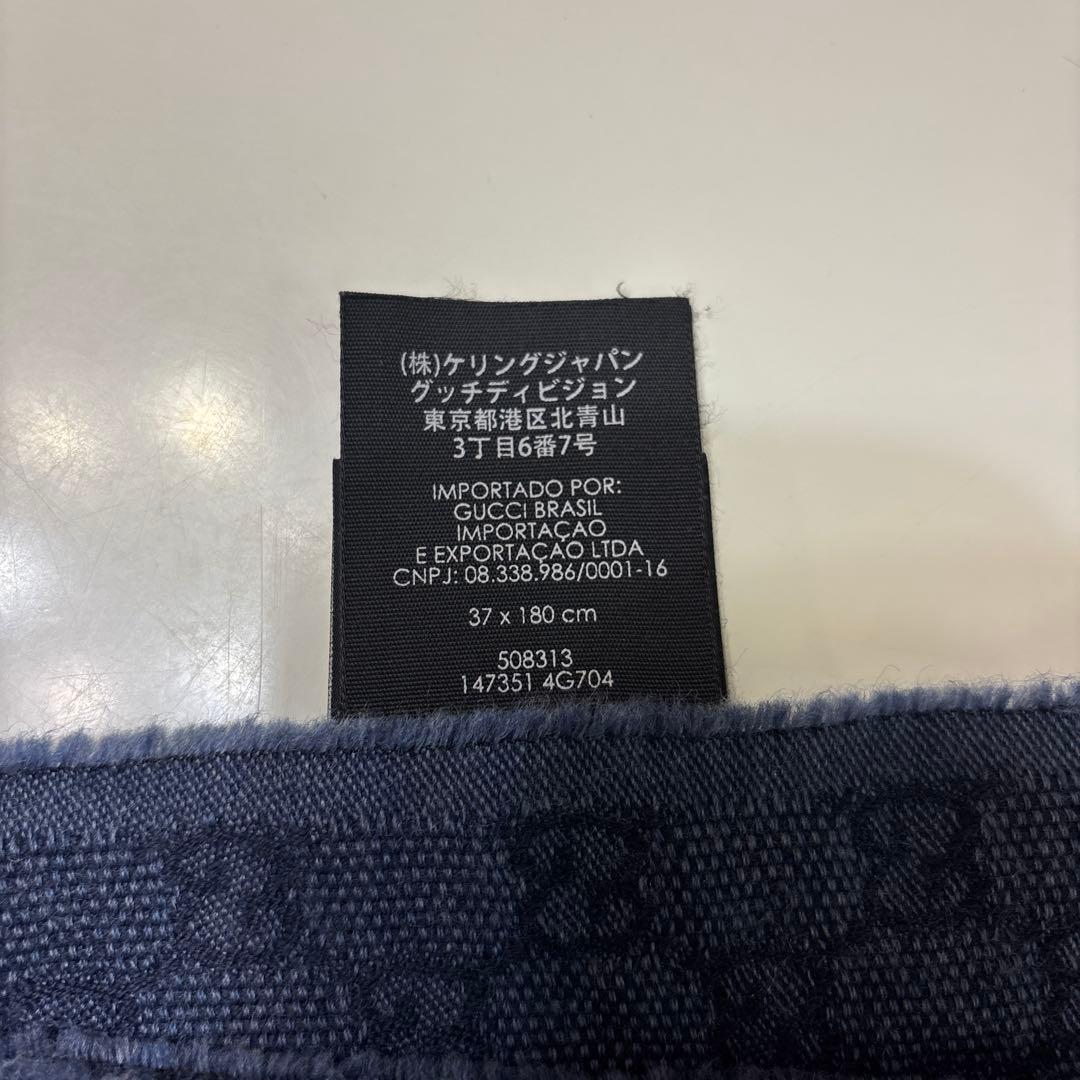 (株)ケリングジャパン
グッチディビジョン
東京都港区北青山
3丁目6番7号
IMPORTADO POR:
GUCCI BRASIL
IMPORTAÇAO
E EXPORTAÇAO LTDA
CNPJ: 08.338.986/0001-16
37 x 180 cm
508313
147351 4G704